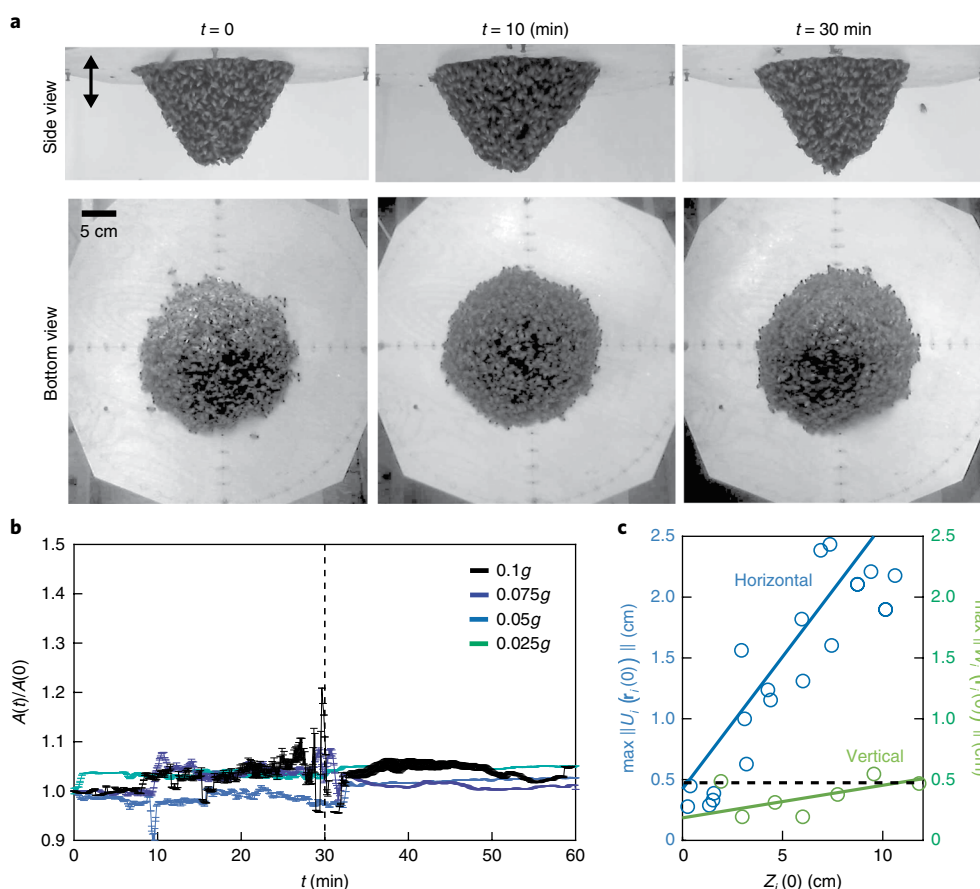 a
t = 0
t = 10 (min)
t = 30 min
Side view
Bottom view
5 cm
b
A(t)/A(0)
1.5
1.4
1.3
1.2
1.1
1.0
0.9
0.1g
0.075g
0.05g
0.025g
0 10 20 30 40 50 60
t (min)
c
max ||U_i (r_i(0)) || (cm)
2.5
2.0
1.5
1.0
0.5
0
Horizontal
Vertical
2.5
2.0
1.5
1.0
0.5
0
0 5 10
Z_i(0) (cm)